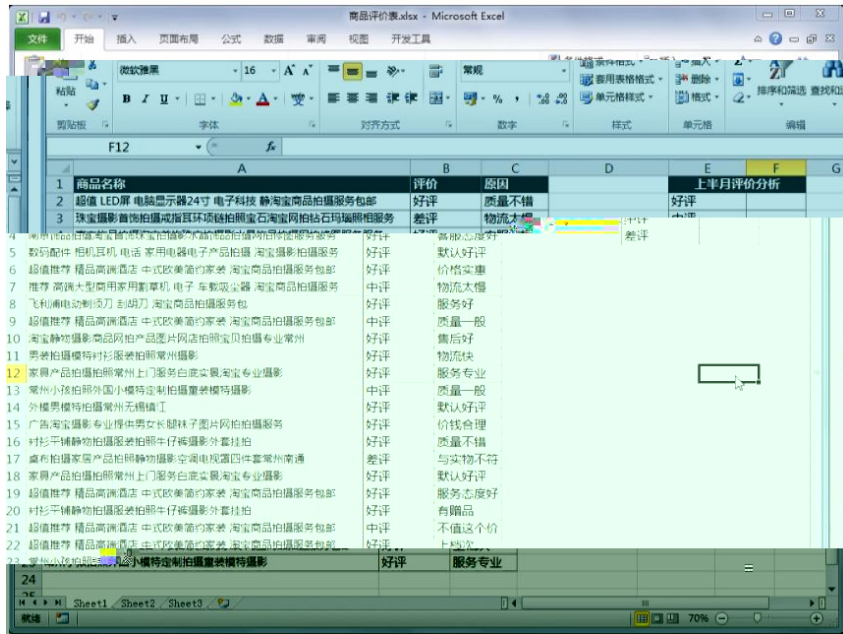 商品评价表.xlsx - Microsoft Excel
文件 开始 插入 页面布局 公式 数据 审阅 视图 开发工具
微软雅黑 16 A A 常规 条件格式 插入
粘贴 套用表格格式 删除
B I U A 变 % , 单元格样式 格式 排序和筛选 查找和
剪贴板 字体 对齐方式 数字 样式 单元格 编辑
F12 fx
A B C D E F G
1 商品名称 评价 原因 上半月评价分析
2 超值 LED屏 电脑显示器24寸 电子科技 静淘宝商品拍摄服务包邮 好评 质量不错 好评
3 珠宝摄影首饰拍摄戒指耳环项链拍照宝石淘宝网拍钻石玛瑙照相服务 差评 物流太慢 中评
4 好评 客服态度好 差评
5 数码配件 相机耳机 电话 家用电器电子产品拍摄 淘宝摄影拍摄服务 好评 默认好评
6 超值推荐 精品高端酒店 中式欧美简约家装 淘宝商品拍摄服务包邮 好评 价格实惠
7 推荐 高端大型商用家用割草机 电子 车载吸尘器 淘宝商品拍摄服务 中评 物流太慢
8 飞利浦电动剃须刀 刮胡刀 淘宝商品拍摄服务包 好评 服务好
9 超值推荐 精品高端酒店 中式欧美简约家装 淘宝商品拍摄服务包邮 中评 质量一般
10 淘宝静物摄影商品网拍产品图片网店拍照宝贝拍摄专业常州 好评 售后好
11 男装拍摄模特衬衫服装拍照常州摄影 好评 物流快
12 家具产品拍摄拍照常州上门服务白底实景淘宝专业摄影 好评 服务专业
13 常州小孩拍照外国小模特定制拍摄童装模特摄影 中评 质量一般
14 外模男模特拍摄常州无锡镇江 好评 默认好评
15 广告淘宝摄影专业提供男女长腿袜子图片网拍拍摄服务 好评 价钱合理
16 衬衫平铺静物拍摄服装拍照牛仔裤摄影外套挂拍 好评 质量不错
17 桌布拍摄家居产品拍照静物摄影空调电视罩四件套常州南通 差评 与实物不符
18 家具产品拍摄拍照常州上门服务白底实景淘宝专业摄影 好评 默认好评
19 超值推荐 精品高端酒店 中式欧美简约家装 淘宝商品拍摄服务包邮 好评 服务态度好
20 衬衫平铺静物拍摄服装拍照牛仔裤摄影外套挂拍 好评 有赠品
21 超值推荐 精品高端酒店 中式欧美简约家装 淘宝商品拍摄服务包邮 中评 不值这个价
22 超值推荐 精品高端酒店 中式欧美简约家装 淘宝商品拍摄服务包邮 好评 上档次
23 常州小孩拍照外国小模特定制拍摄童装模特摄影 好评 服务专业
24
25
Sheet1 Sheet2 Sheet3
就绪 70%